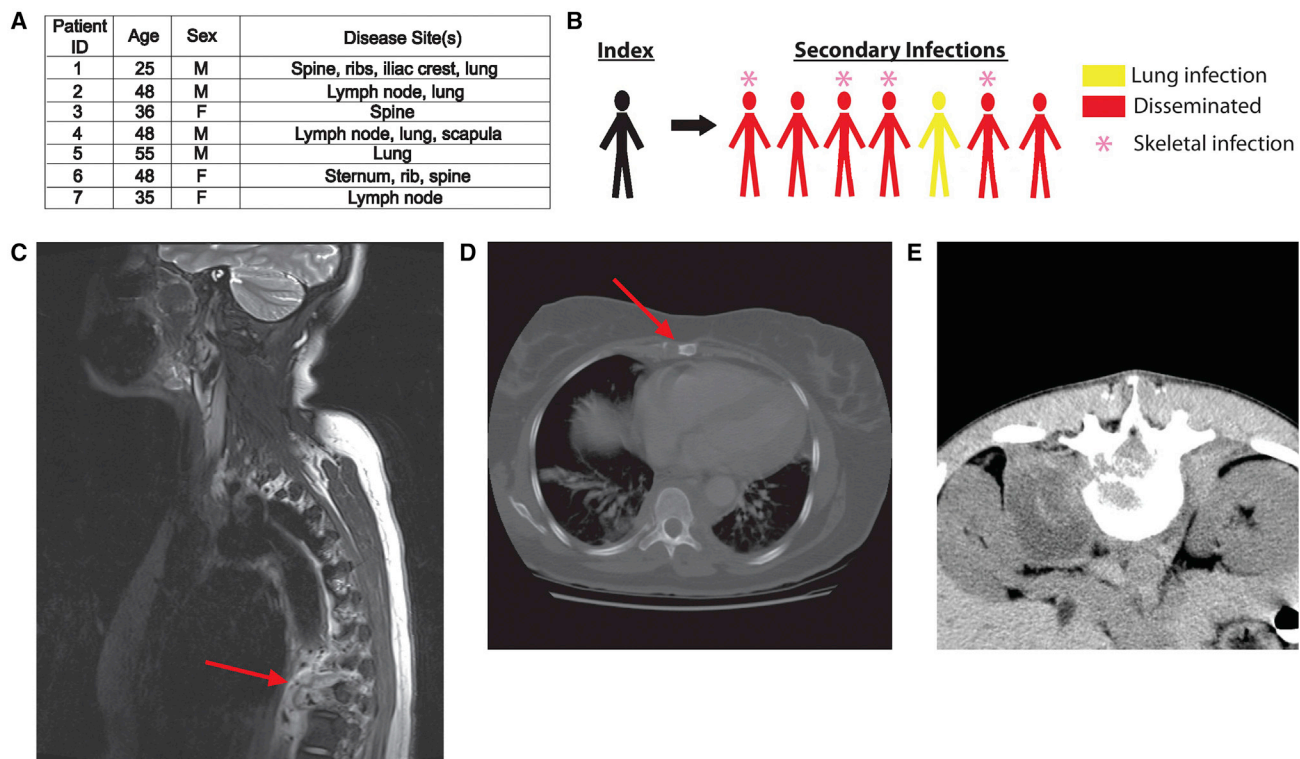 A
Patient ID Age Sex Disease Site(s)
1 25 M Spine, ribs, iliac crest, lung
2 48 M Lymph node, lung
3 36 F Spine
4 48 M Lymph node, lung, scapula
5 55 M Lung
6 48 F Sternum, rib, spine
7 35 F Lymph node
B
Index
Secondary Infections
* * * *
Lung infection
Disseminated
* Skeletal infection
C
D
E